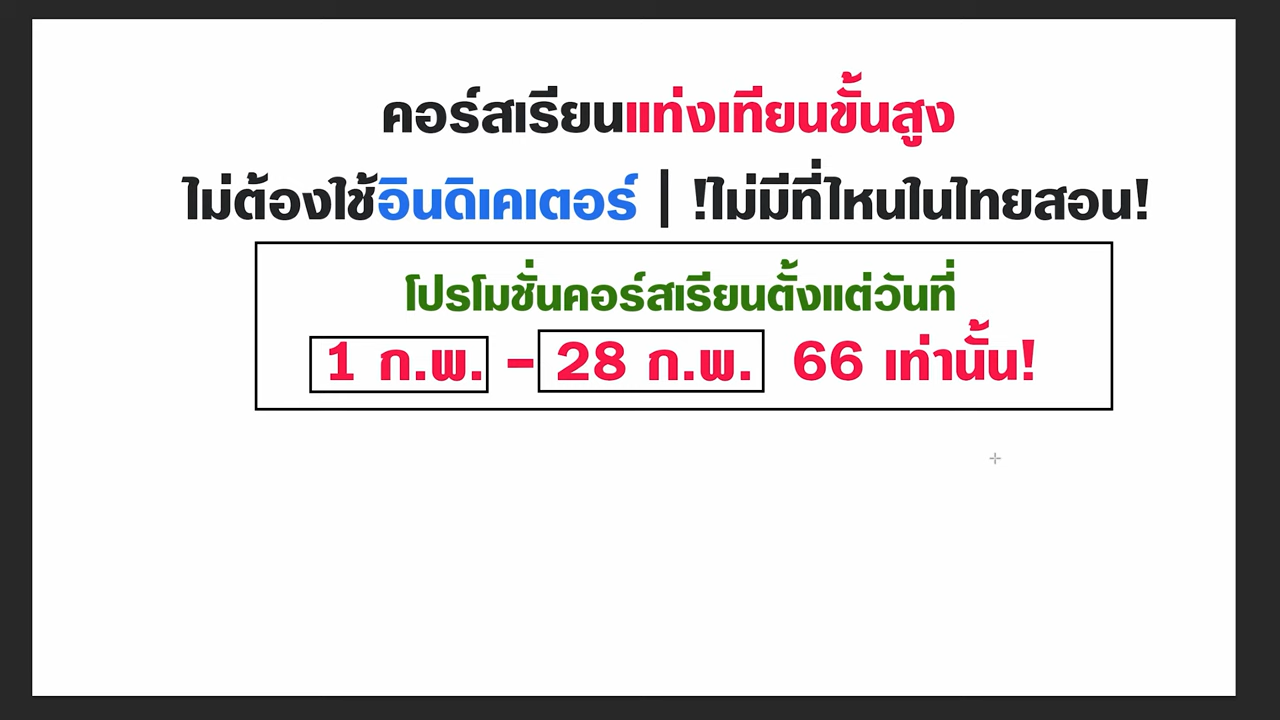 คอร์สเรียนแท่งเทียนขั้นสูง
ไม่ต้องใช้อินดิเคเตอร์ | !ไม่มีที่ไหนในไทยสอน!
โปรโมชั่นคอร์สเรียนตั้งแต่วันที่
1 ก.พ. - 28 ก.พ. 66 เท่านั้น!